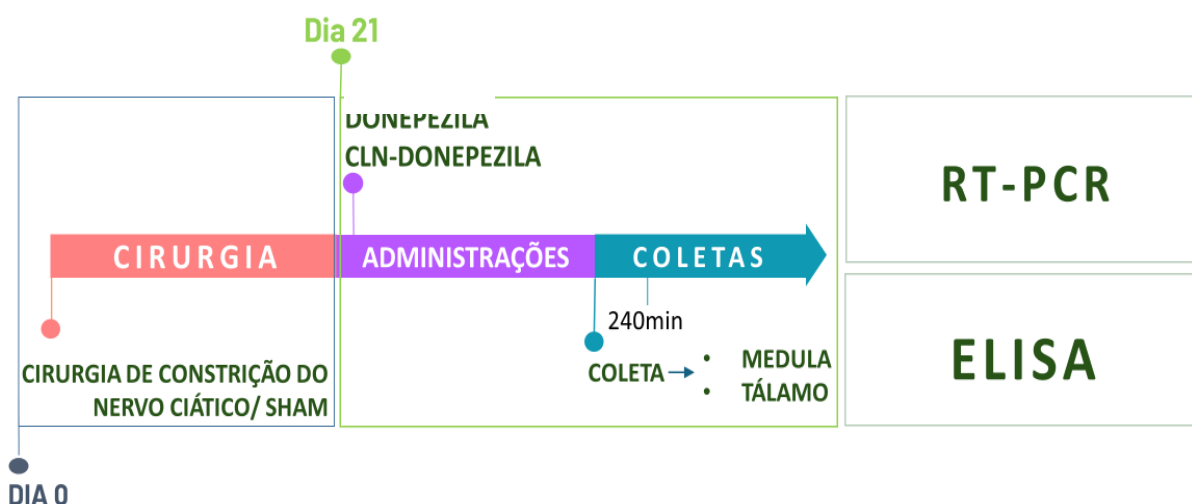 Dia 21
DONEPEZILA
CLN-DONEPEZILA
CIRURGIA
ADMINISTRAÇÕES
COLETAS
240min
CIRURGIA DE CONSTRIÇÃO DO
NERVO CIÁTICO/ SHAM
COLETA
• MEDULA
• TÁLAMO
DIA 0
RT-PCR
ELISA